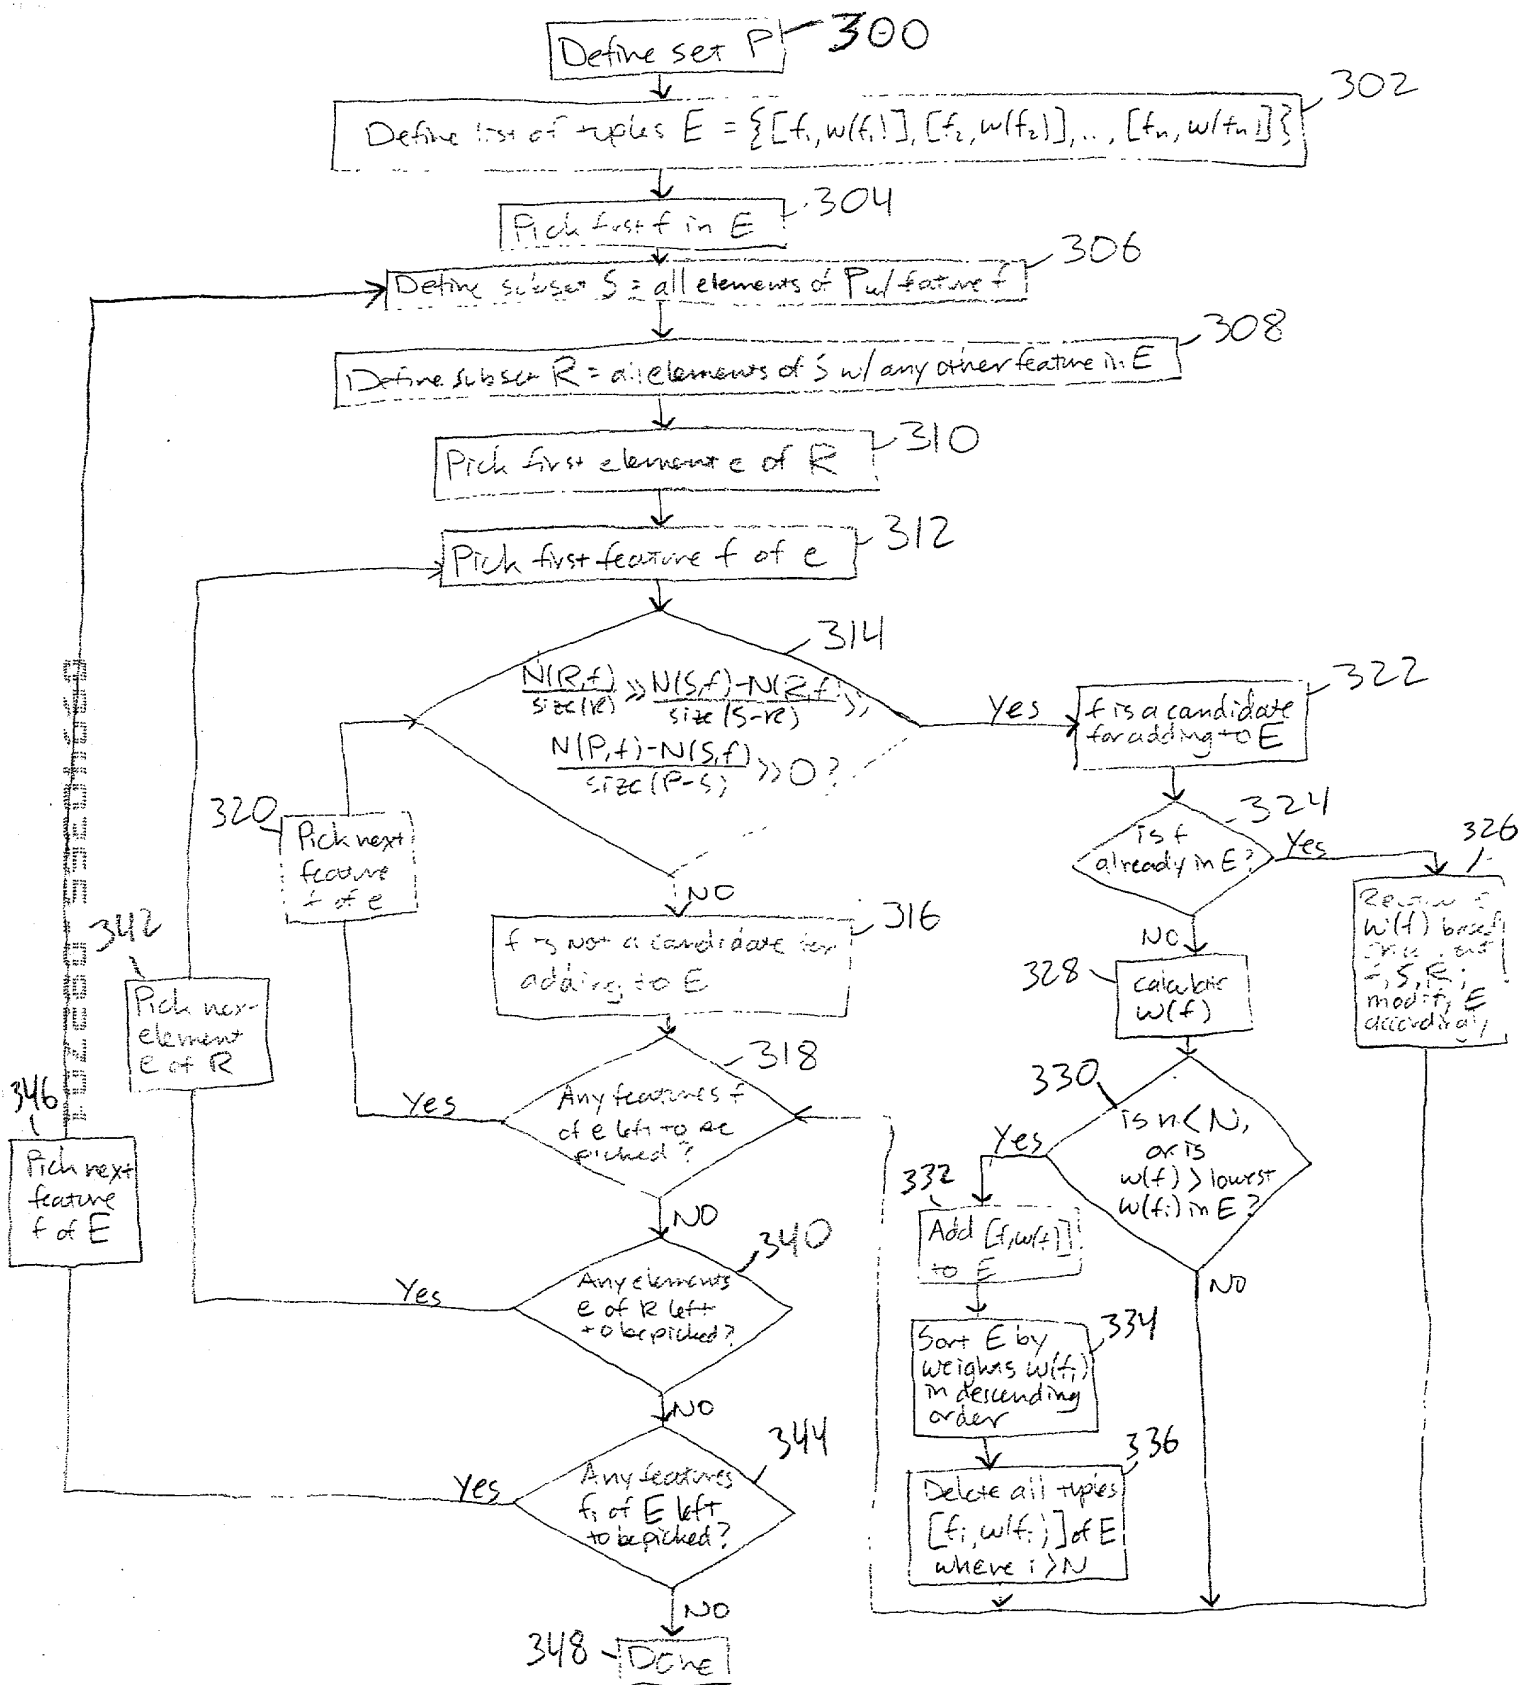 Define set P
300
Define list of tuples E = {[f₁, w(f₁)], [f₂, w(f₂)], .., [fn, w(fn)]}
302
Pick first f in E
304
Define subset S = all elements of P w/ feature f
306
Define subset R = all elements of S w/ any other feature in E
308
Pick first element e of R
310
Pick first feature f of e
312
314
N(R,f)/size(R) >> N(S,f)-N(R,f)/size(S-R) >>
N(P,f)-N(S,f)/size(P-S) >> 0?
Yes
NO
f is a candidate
for adding to E
322
is f
already in E?
324
Yes
NO
326
W(f) based
f, S, R;
modify E
accordingly
328
calculate
w(f)
330
is n < N,
or is
w(f) > lowest
w(fi) in E?
Yes
NO
332
Add [f, w(f)]
to E
334
Sort E by
weights w(fi)
in descending
order
336
Delete all tuples
[fi, w(fi)] of E
where i > N
316
f is not a candidate for
adding to E
318
Any features f
of e left to be
picked?
Yes
NO
320
Pick next
feature
f of e
340
Any elements
e of R left
to be picked?
Yes
NO
342
Pick next
element
e of R
344
Any features
fi of E left
to be picked?
Yes
NO
346
Pick next
feature
f of E
348
Done